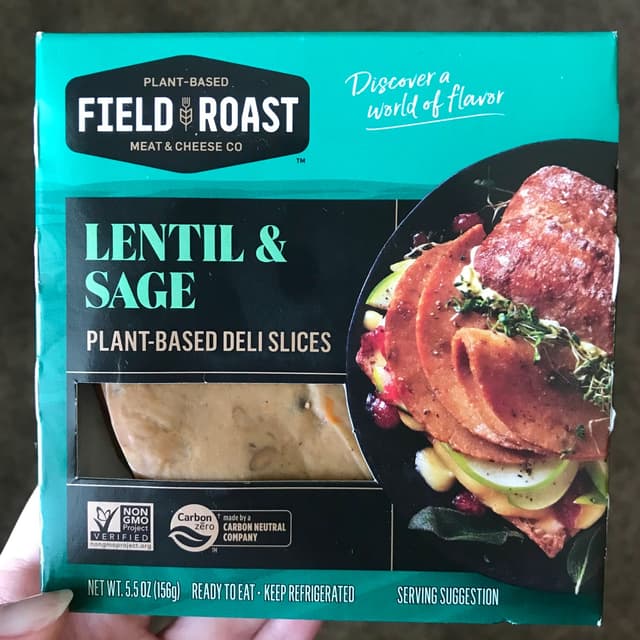 PLANT-BASED
FIELD ROAST
MEAT & CHEESE CO
TM
Discover a
world of flavor
LENTIL &
SAGE
PLANT-BASED DELI SLICES
NON
GMO
Project
VERIFIED
nongmoproject.org
Carbon
zero
TM
made by a
CARBON NEUTRAL
COMPANY
NET WT. 5.5 OZ (156g) READY TO EAT • KEEP REFRIGERATED SERVING SUGGESTION